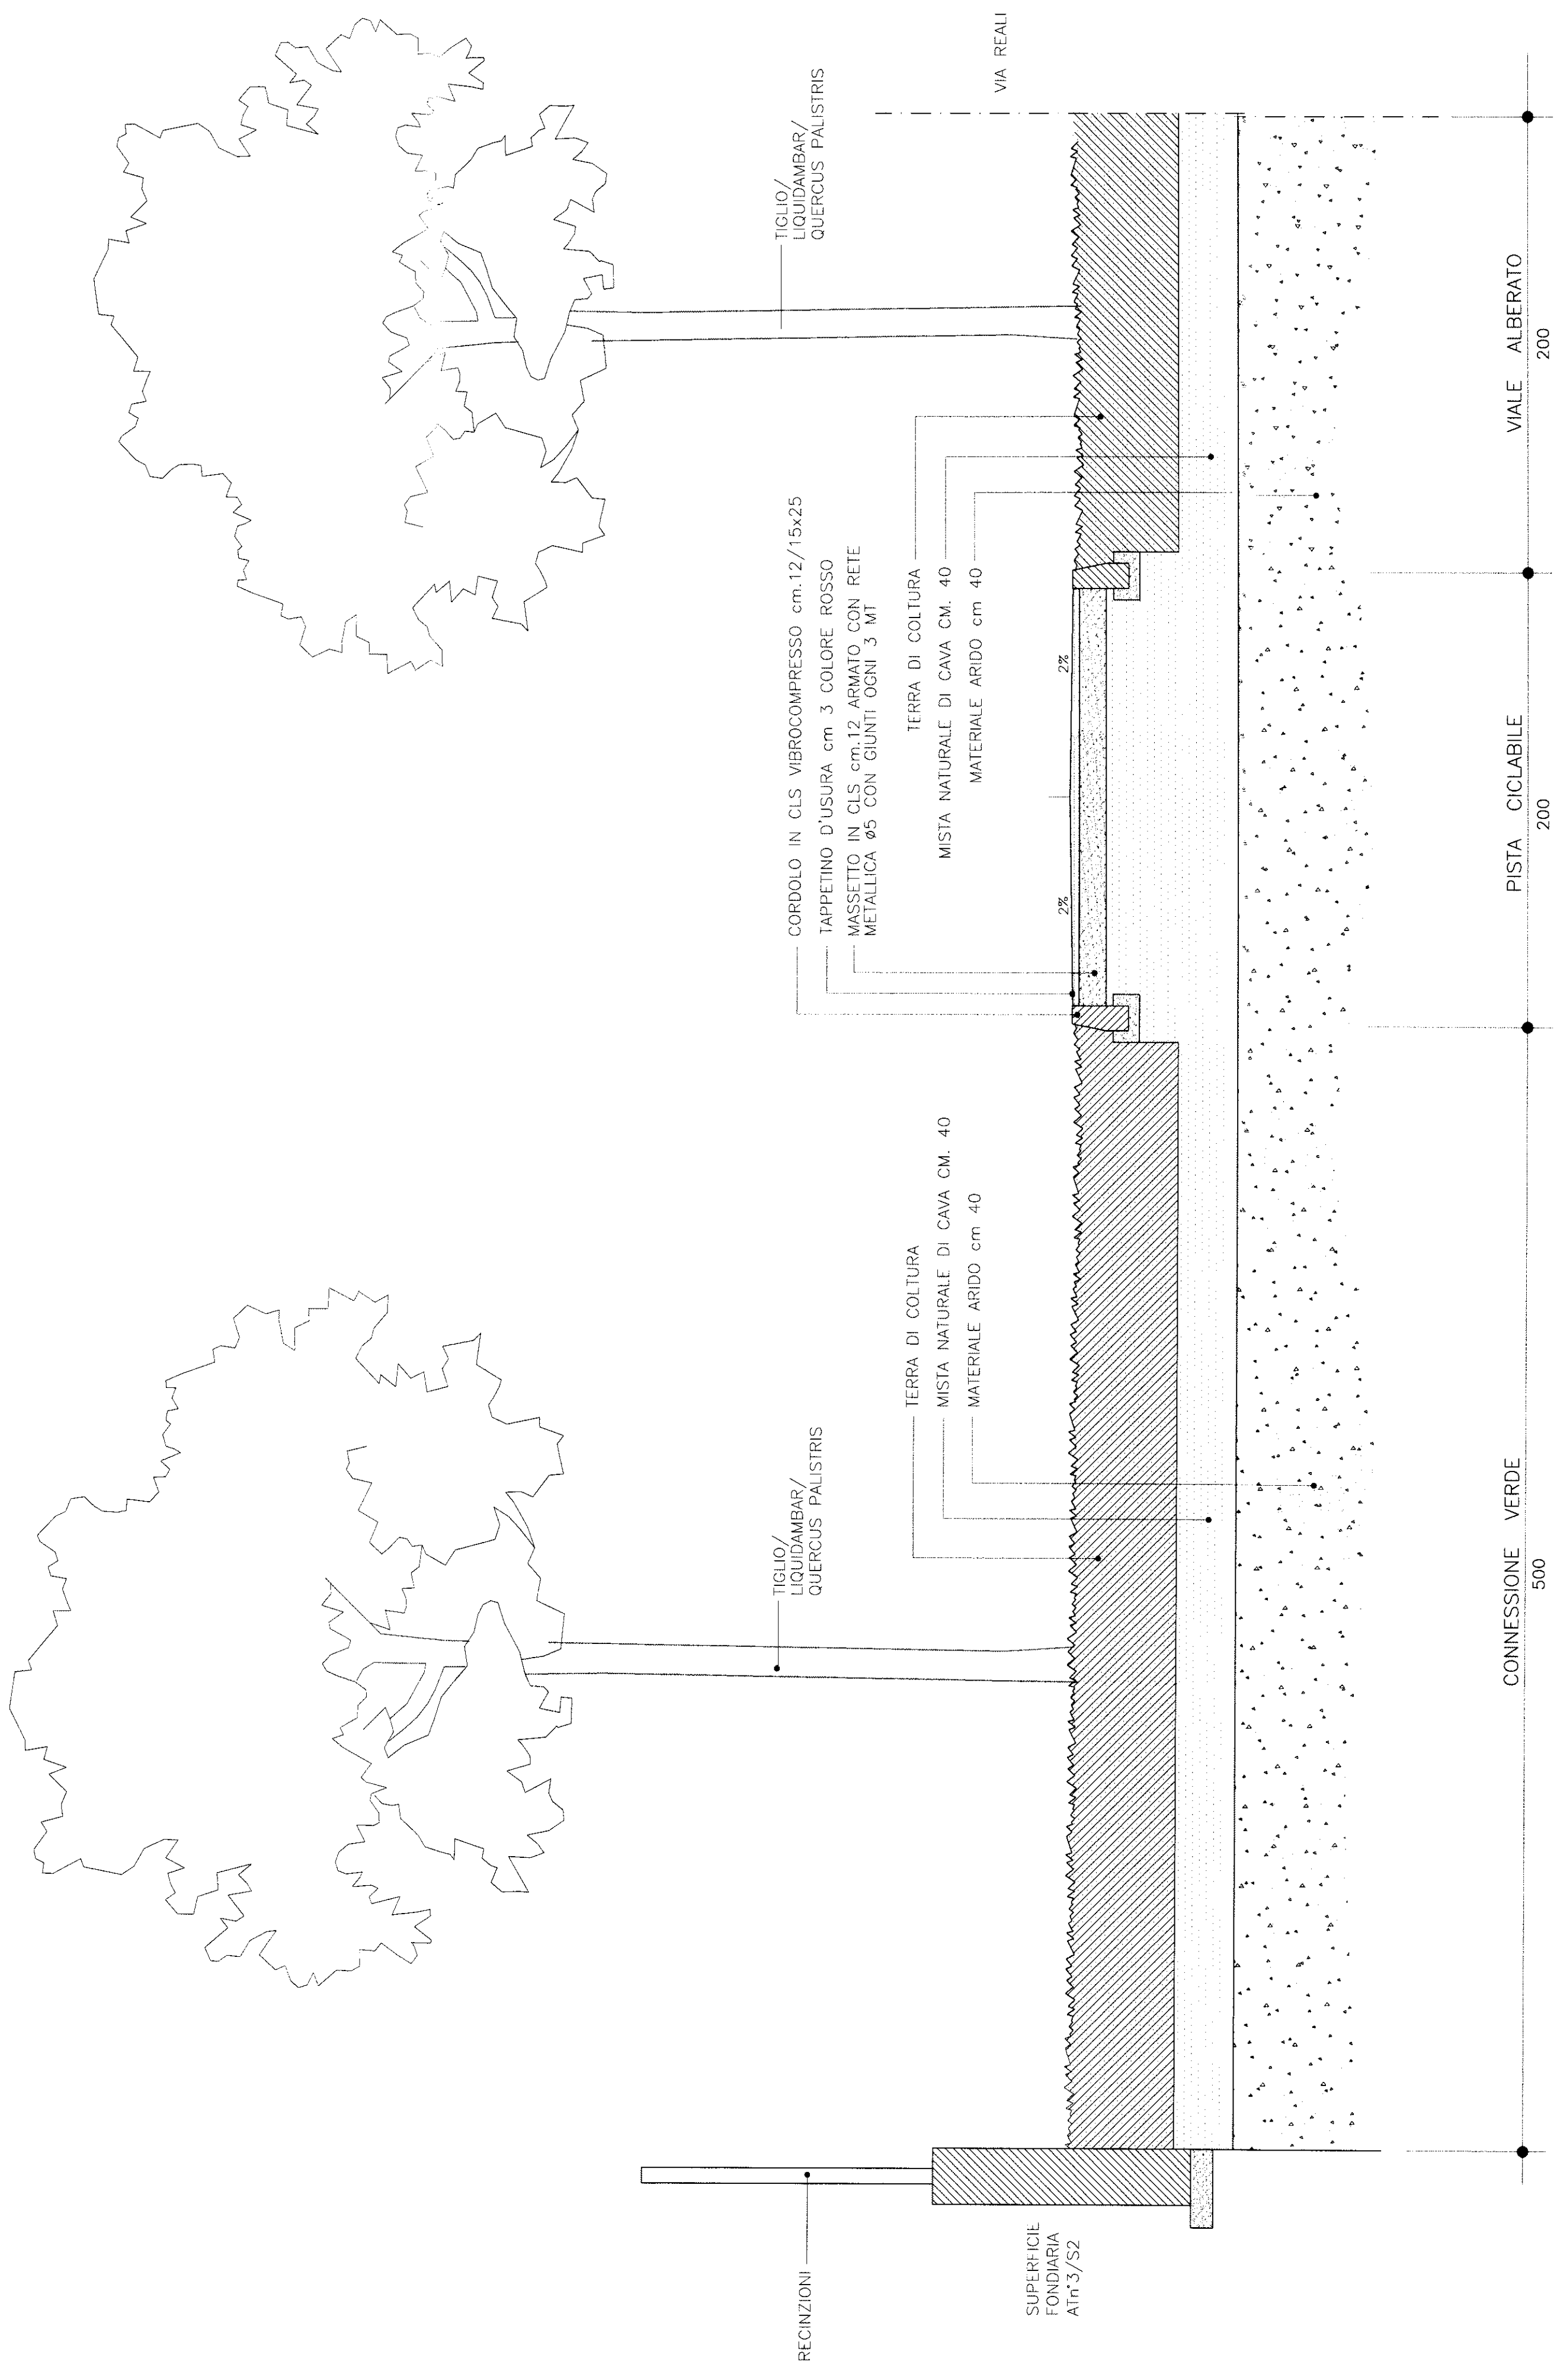 RECINZIONI
SUPERFICIE
FONDIARIA
ATn°3/S2
TIGLIO/
LIQUIDAMBAR/
QUERCUS PALISTRIS
TERRA DI COLTURA
MISTA NATURALE DI CAVA CM. 40
MATERIALE ARIDO cm 40
CORDOLO IN CLS VIBROCOMPRESSO cm.12/15x25
TAPPETINO D'USURA cm 3 COLORE ROSSO
MASSETTO IN CLS cm.12 ARMATO CON RETE
METALLICA ø5 CON GIUNTI OGNI 3 MT
TERRA DI COLTURA
MISTA NATURALE DI CAVA CM. 40
MATERIALE ARIDO cm 40
2%
2%
TIGLIO/
LIQUIDAMBAR/
QUERCUS PALISTRIS
VIA REALI
CONNESSIONE VERDE
500
PISTA CICLABILE
200
VIALE ALBERATO
200